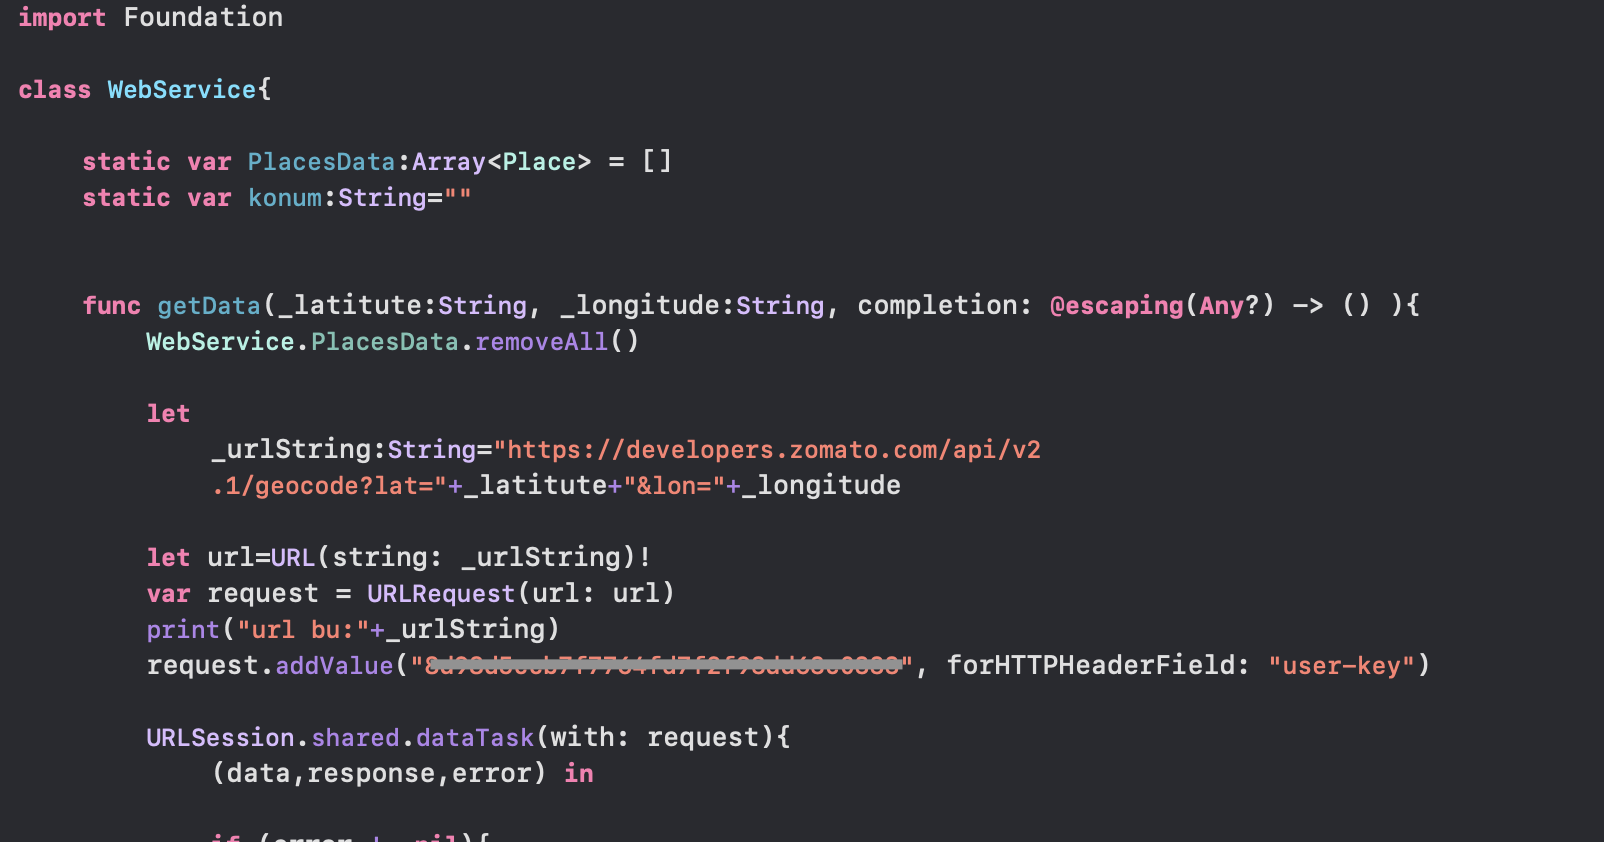 import Foundation
class WebService{
static var PlacesData:Array<Place> = []
static var konum:String=""
func getData(_latitute:String, _longitude:String, completion: @escaping(Any?) -> () ){
WebService.PlacesData.removeAll()
let
_urlString:String="https://developers.zomato.com/api/v2
.1/geocode?lat="+_latitute+"&lon="+_longitude
let url=URL(string: _urlString)!
var request = URLRequest(url: url)
print("url bu:"+_urlString)
request.addValue("", forHTTPHeaderField: "user-key")
URLSession.shared.dataTask(with: request){
(data,response,error) in